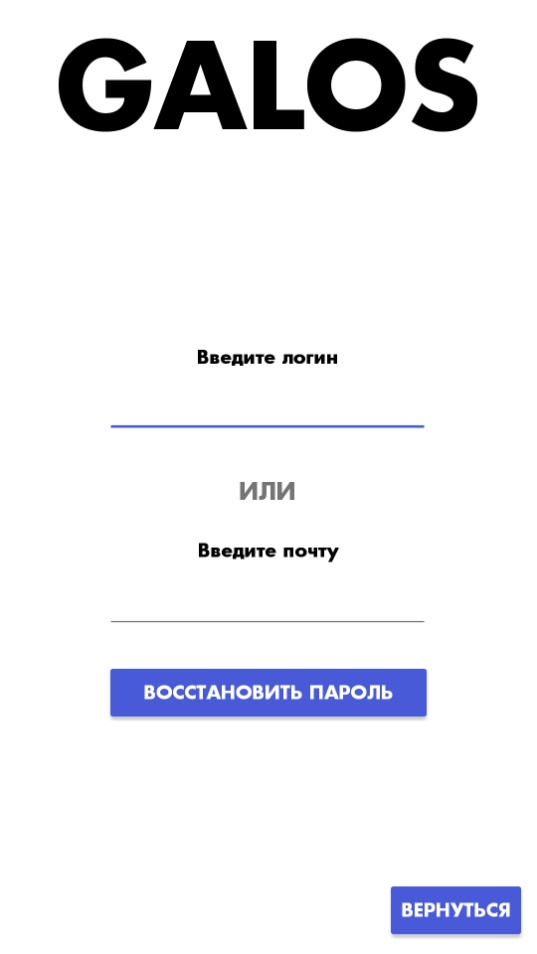 GALOS
Введите логин
ИЛИ
Введите почту
ВОССТАНОВИТЬ ПАРОЛЬ
ВЕРНУТЬСЯ